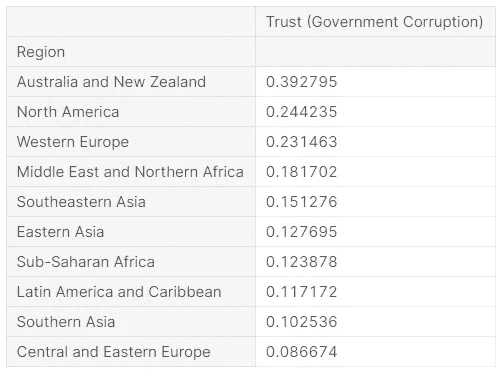 Trust (Government Corruption)
Region
Australia and New Zealand 0.392795
North America 0.244235
Western Europe 0.231463
Middle East and Northern Africa 0.181702
Southeastern Asia 0.151276
Eastern Asia 0.127695
Sub-Saharan Africa 0.123878
Latin America and Caribbean 0.117172
Southern Asia 0.102536
Central and Eastern Europe 0.086674